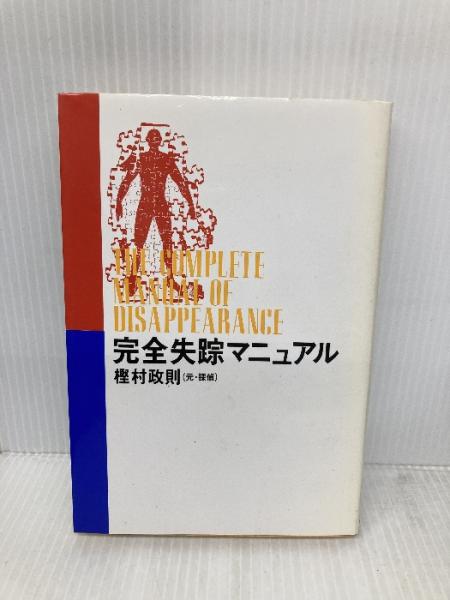 THE COMPLETE
MANUAL OF
DISAPPEARANCE
完全失踪マニュアル
樫村政則(元・探偵)